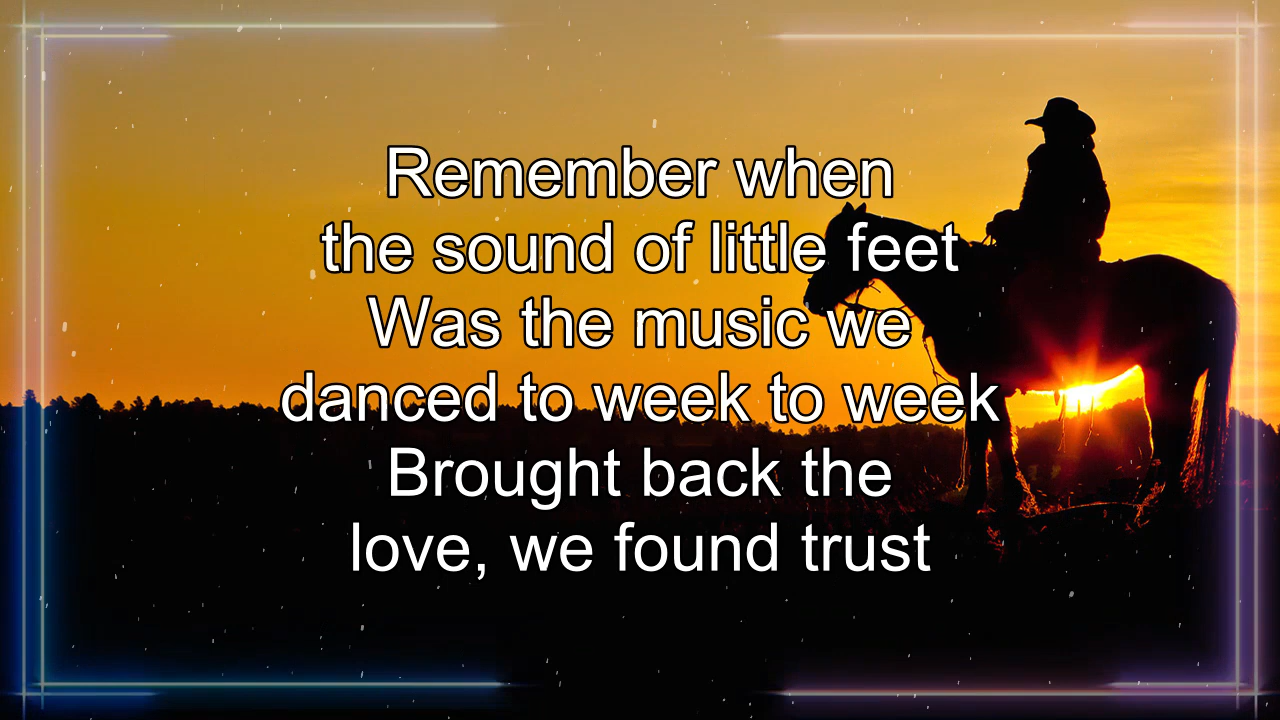 Remember when
the sound of little feet
Was the music we
danced to week to week
Brought back the
love, we found trust